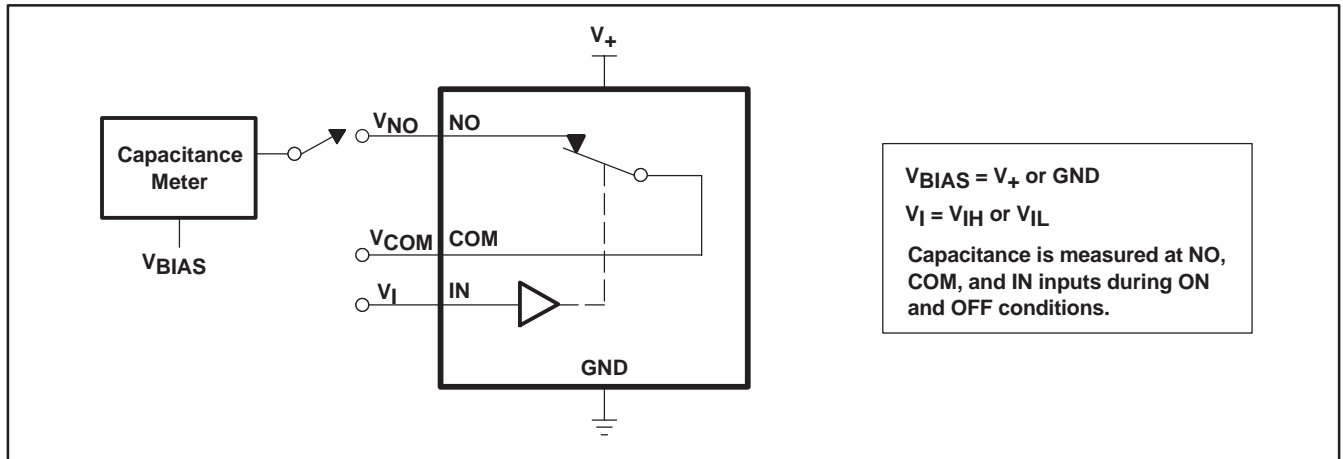 V+
VNO NO
Capacitance
Meter
VBIAS
VCOM COM
VI IN
GND
VBIAS = V+ or GND
VI = VIH or VIL
Capacitance is measured at NO,
COM, and IN inputs during ON
and OFF conditions.